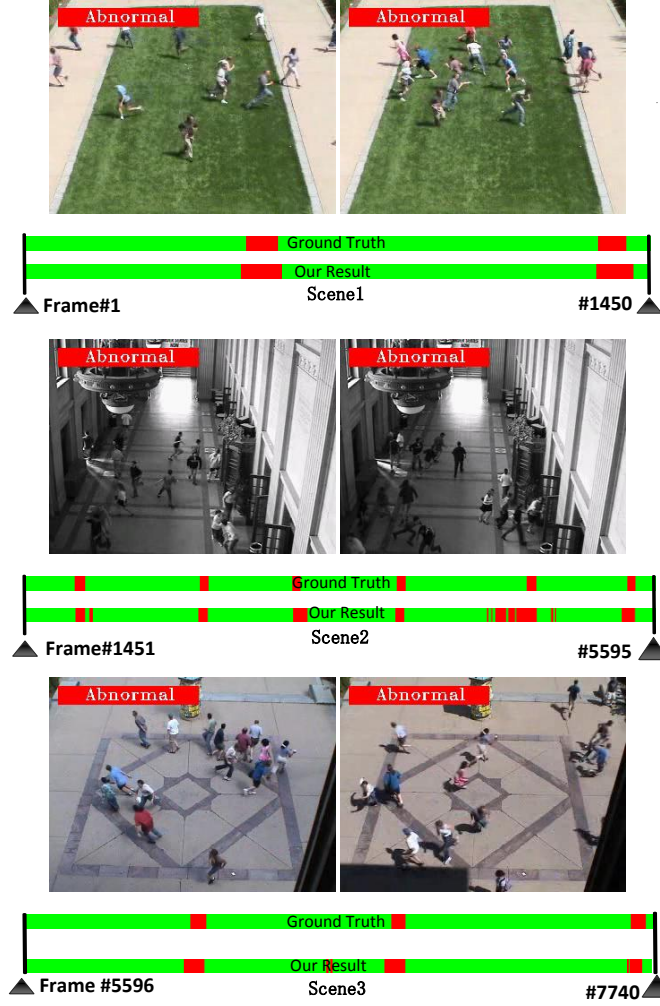 Abnormal Abnormal
Ground Truth
Our Result
Scene1
Frame#1 #1450
Abnormal Abnormal
Ground Truth
Our Result
Scene2
Frame#1451 #5595
Abnormal Abnormal
Ground Truth
Our Result
Scene3
Frame #5596 #7740